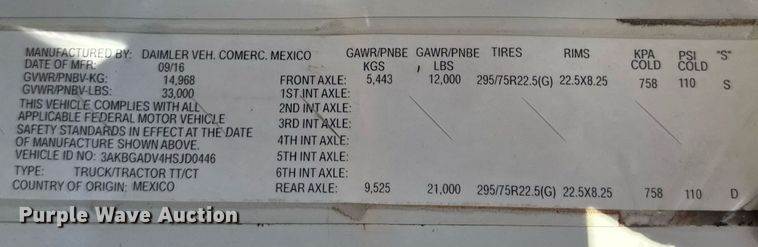 MANUFACTURED BY: DAIMLER VEH. COMERC. MEXICO GAWR/PNBE GAWR/PNBE TIRES RIMS KPA PSI "S"
DATE OF MFR: 09/16 KGS LBS COLD COLD
GVWR/PNBV-KG: 14,968 FRONT AXLE: 5,443 12,000 295/75R22.5(G) 22.5X8.25 758 110 S
GVWR/PNBV-LBS: 33,000 1ST.INT AXLE:
THIS VEHICLE COMPLIES WITH ALL 2ND INT AXLE:
APPLICABLE FEDERAL MOTOR VEHICLE 3RD INT AXLE:
SAFETY STANDARDS IN EFFECT AT THE DATE 4TH INT AXLE:
OF MANUFACTURE SHOWN ABOVE.
VEHICLE ID NO: 3AKBGADV4HSJD0446 5TH INT AXLE:
TYPE: TRUCK/TRACTOR TT/CT 6TH INT AXLE:
COUNTRY OF ORIGIN: MEXICO REAR AXLE: 9,525 21,000 295/75R22.5(G) 22.5X8.25 758 110 D
Purple Wave Auction